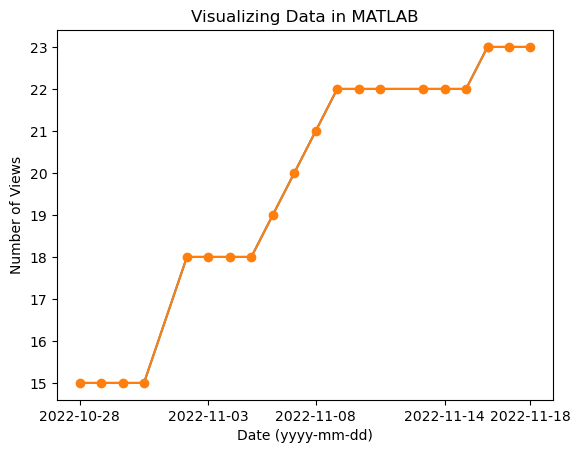 Visualizing Data in MATLAB
23
22
21
20
19
18
17
16
15
Number of Views
2022-10-28 2022-11-03 2022-11-08 2022-11-14 2022-11-18
Date (yyyy-mm-dd)